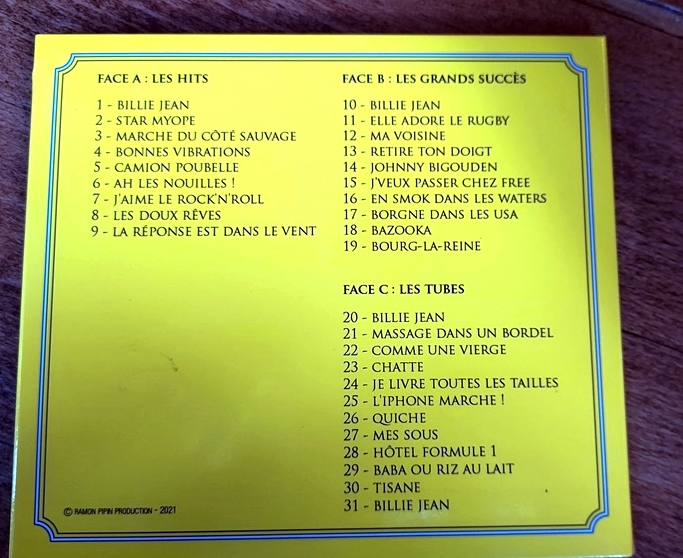 FACE A : LES HITS
1 - BILLIE JEAN
2 - STAR MYOPE
3 - MARCHE DU CÔTÉ SAUVAGE
4 - BONNES VIBRATIONS
5 - CAMION POUBELLE
6 - AH LES NOUILLES !
7 - J'AIME LE ROCK'N'ROLL
8 - LES DOUX RÊVES
9 - LA RÉPONSE EST DANS LE VENT
FACE B : LES GRANDS SUCCÈS
10 - BILLIE JEAN
11 - ELLE ADORE LE RUGBY
12 - MA VOISINE
13 - RETIRE TON DOIGT
14 - JOHNNY BIGOUDEN
15 - J'VEUX PASSER CHEZ FREE
16 - EN SMOK DANS LES WATERS
17 - BORGNE DANS LES USA
18 - BAZOOKA
19 - BOURG-LA-REINE
FACE C : LES TUBES
20 - BILLIE JEAN
21 - MASSAGE DANS UN BORDEL
22 - COMME UNE VIERGE
23 - CHATTE
24 - JE LIVRE TOUTES LES TAILLES
25 - L'IPHONE MARCHE !
26 - QUICHE
27 - MES SOUS
28 - HÔTEL FORMULE 1
29 - BABA OU RIZ AU LAIT
30 - TISANE
31 - BILLIE JEAN
© RAMON PIPIN PRODUCTION - 2021